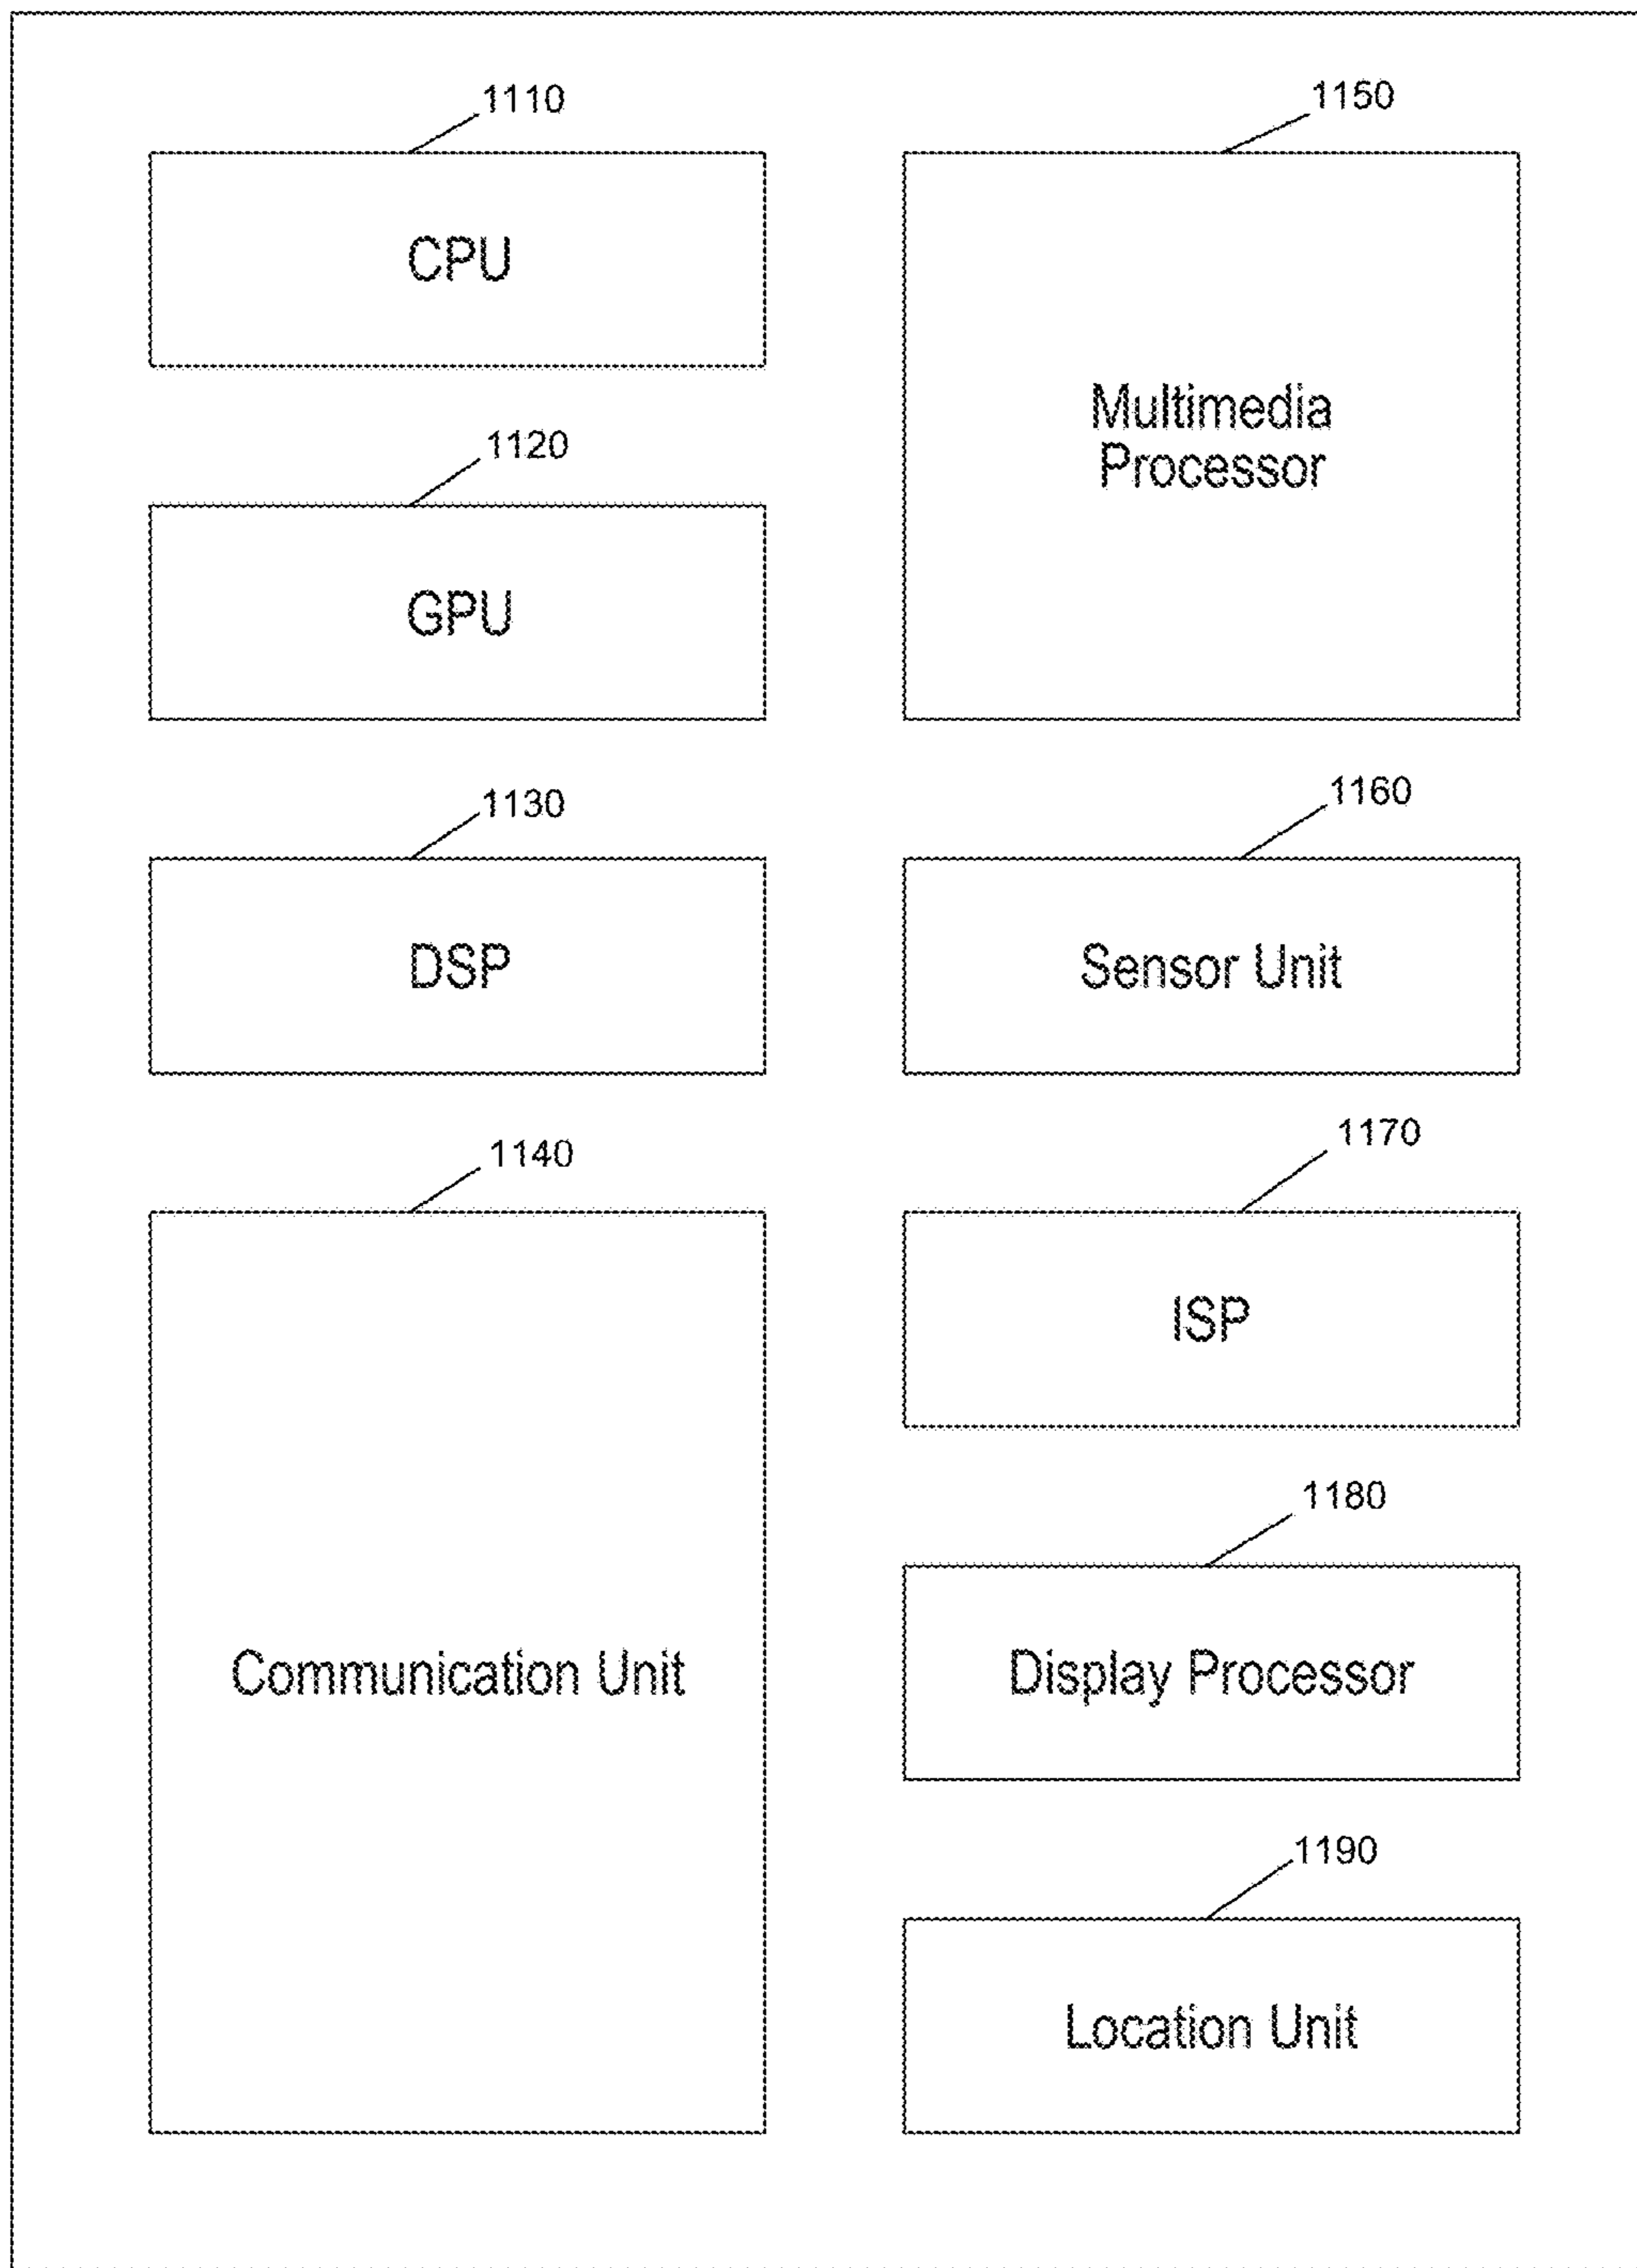 1110
CPU
1120
GPU
1130
DSP
1140
Communication Unit
1150
Multimedia
Processor
1160
Sensor Unit
1170
ISP
1180
Display Processor
1190
Location Unit